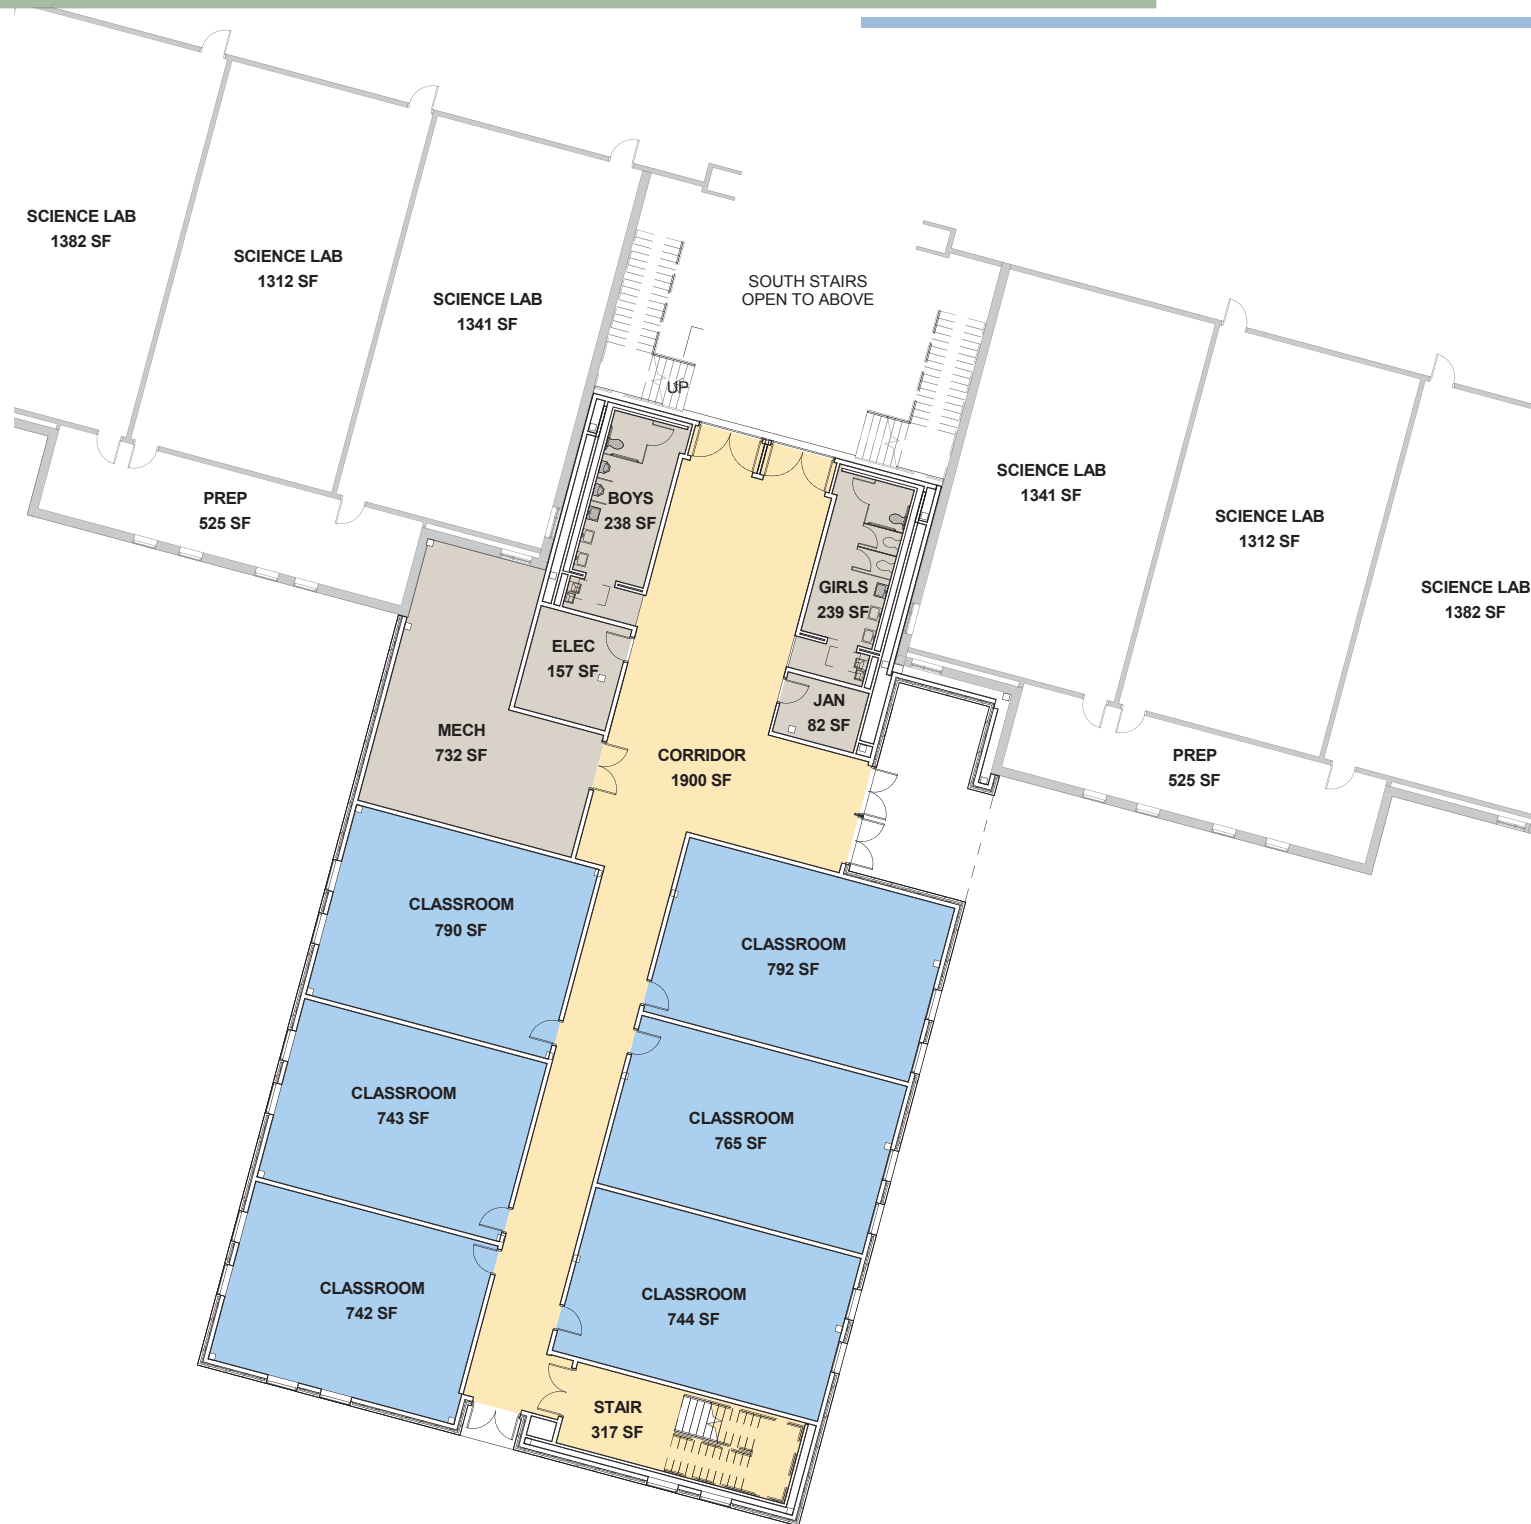 SCIENCE LAB
1382 SF
SCIENCE LAB
1312 SF
SCIENCE LAB
1341 SF
SOUTH STAIRS
OPEN TO ABOVE
UP
PREP
525 SF
BOYS
238 SF
SCIENCE LAB
1341 SF
SCIENCE LAB
1312 SF
SCIENCE LAB
1382 SF
GIRLS
239 SF
ELEC
157 SF
JAN
82 SF
MECH
732 SF
CORRIDOR
1900 SF
PREP
525 SF
CLASSROOM
790 SF
CLASSROOM
792 SF
CLASSROOM
743 SF
CLASSROOM
765 SF
CLASSROOM
742 SF
CLASSROOM
744 SF
STAIR
317 SF